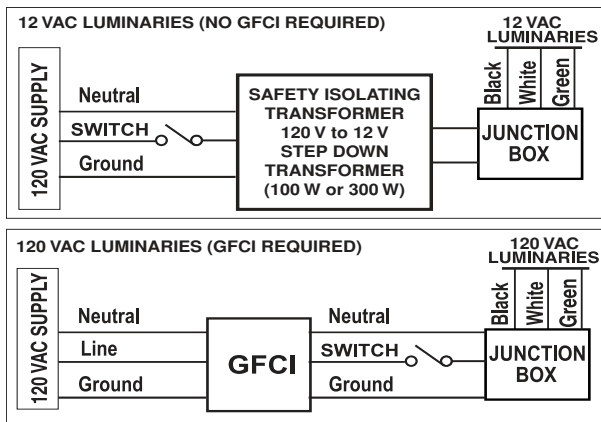 12 VAC LUMINARIES (NO GFCI REQUIRED)
12 VAC
LUMINARIES
120 VAC SUPPLY
Neutral
SWITCH
Ground
SAFETY ISOLATING
TRANSFORMER
120 V to 12 V
STEP DOWN
TRANSFORMER
(100 W or 300 W)
Black
White
Green
JUNCTION
BOX
120 VAC LUMINARIES (GFCI REQUIRED)
120 VAC
LUMINARIES
120 VAC SUPPLY
Neutral
Line
Ground
GFCI
Neutral
SWITCH
Ground
Black
White
Green
JUNCTION
BOX